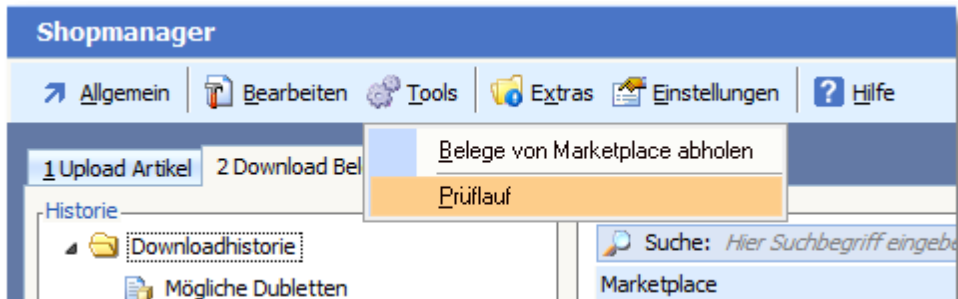 Shopmanager
Allgemein Bearbeiten Tools Extras Einstellungen Hilfe
Belege von Marketplace abholen
1 Upload Artikel 2 Download Bel
Prüflauf
Historie
Downloadhistorie
Suche: Hier Suchbegriff eingebe
Mögliche Dubletten
Marketplace